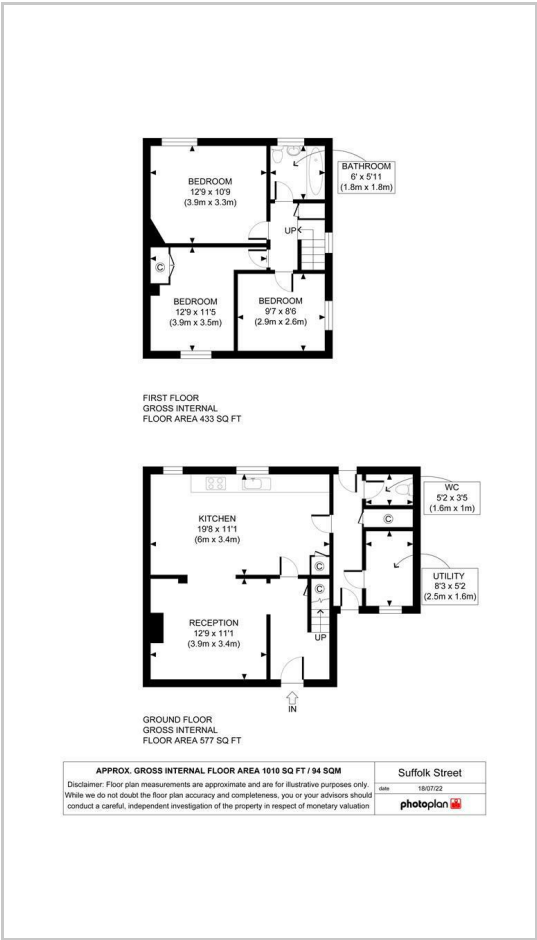 BATHROOM
6' x 5'11
(1.8m x 1.8m)
BEDROOM
12'9 x 10'9
(3.9m x 3.3m)
UP
C
BEDROOM
12'9 x 11'5
(3.9m x 3.5m)
BEDROOM
9'7 x 8'6
(2.9m x 2.6m)
FIRST FLOOR
GROSS INTERNAL
FLOOR AREA 433 SQ FT
WC
5'2 x 3'5
(1.6m x 1m)
KITCHEN
19'8 x 11'1
(6m x 3.4m)
C
C
UTILITY
8'3 x 5'2
(2.5m x 1.6m)
C
RECEPTION
12'9 x 11'1
(3.9m x 3.4m)
UP
IN
GROUND FLOOR
GROSS INTERNAL
FLOOR AREA 577 SQ FT
APPROX. GROSS INTERNAL FLOOR AREA 1010 SQ FT / 94 SQM
Disclaimer: Floor plan measurements are approximate and are for illustrative purposes only.
While we do not doubt the floor plan accuracy and completeness, you or your advisors should
conduct a careful, independent investigation of the property in respect of monetary valuation
Suffolk Street
date 18/07/22
photoplan